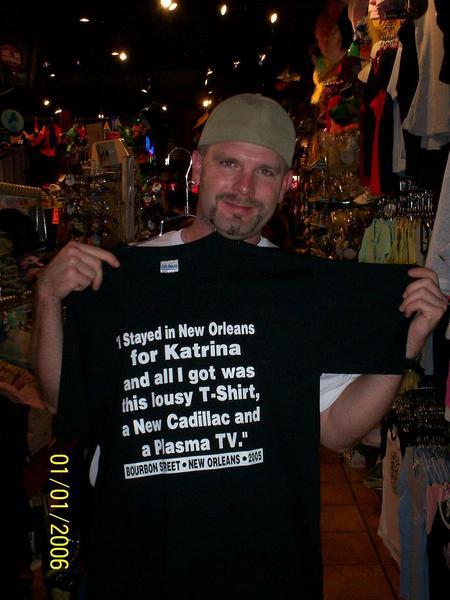 "I Stayed in New Orleans
for Katrina
and all I got was
this lousy T-Shirt,
a New Cadillac and
a Plasma TV."
BOURBON STREET • NEW ORLEANS • 2005
01/01/2006